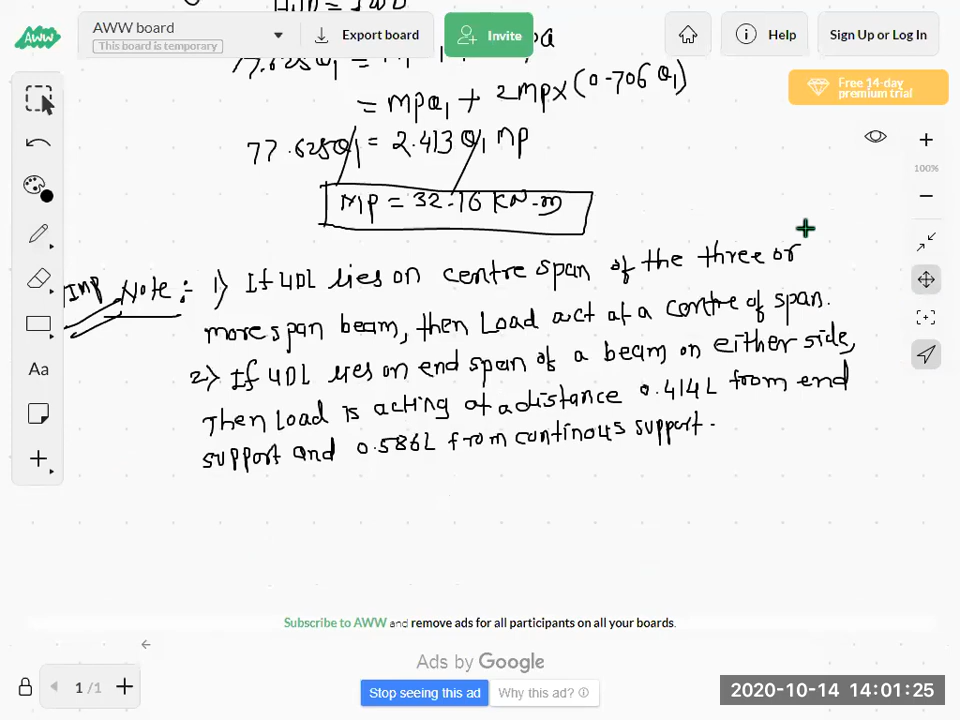 AWW board
This board is temporary
Export board
Invite
Help
Sign Up or Log In
Free 14-day
premium trial
100%
= Mpθ1 + 2Mp×(0.706 θ1)
77.625θ1 = 2.413 θ1 Mp
Mp = 32.16 KN-m
Imp Note:- 1) If UDL lies on centre span of the three or
more span beam, then Load act at a centre of span.
2) If UDL lies on end span of a beam on either side,
Then Load is acting at a distance 0.414L from end
support and 0.586L from continous support.
Aa
Subscribe to AWW and remove ads for all participants on all your boards.
Ads by Google
Stop seeing this ad
Why this ad?
1 /1
2020-10-14 14:01:25